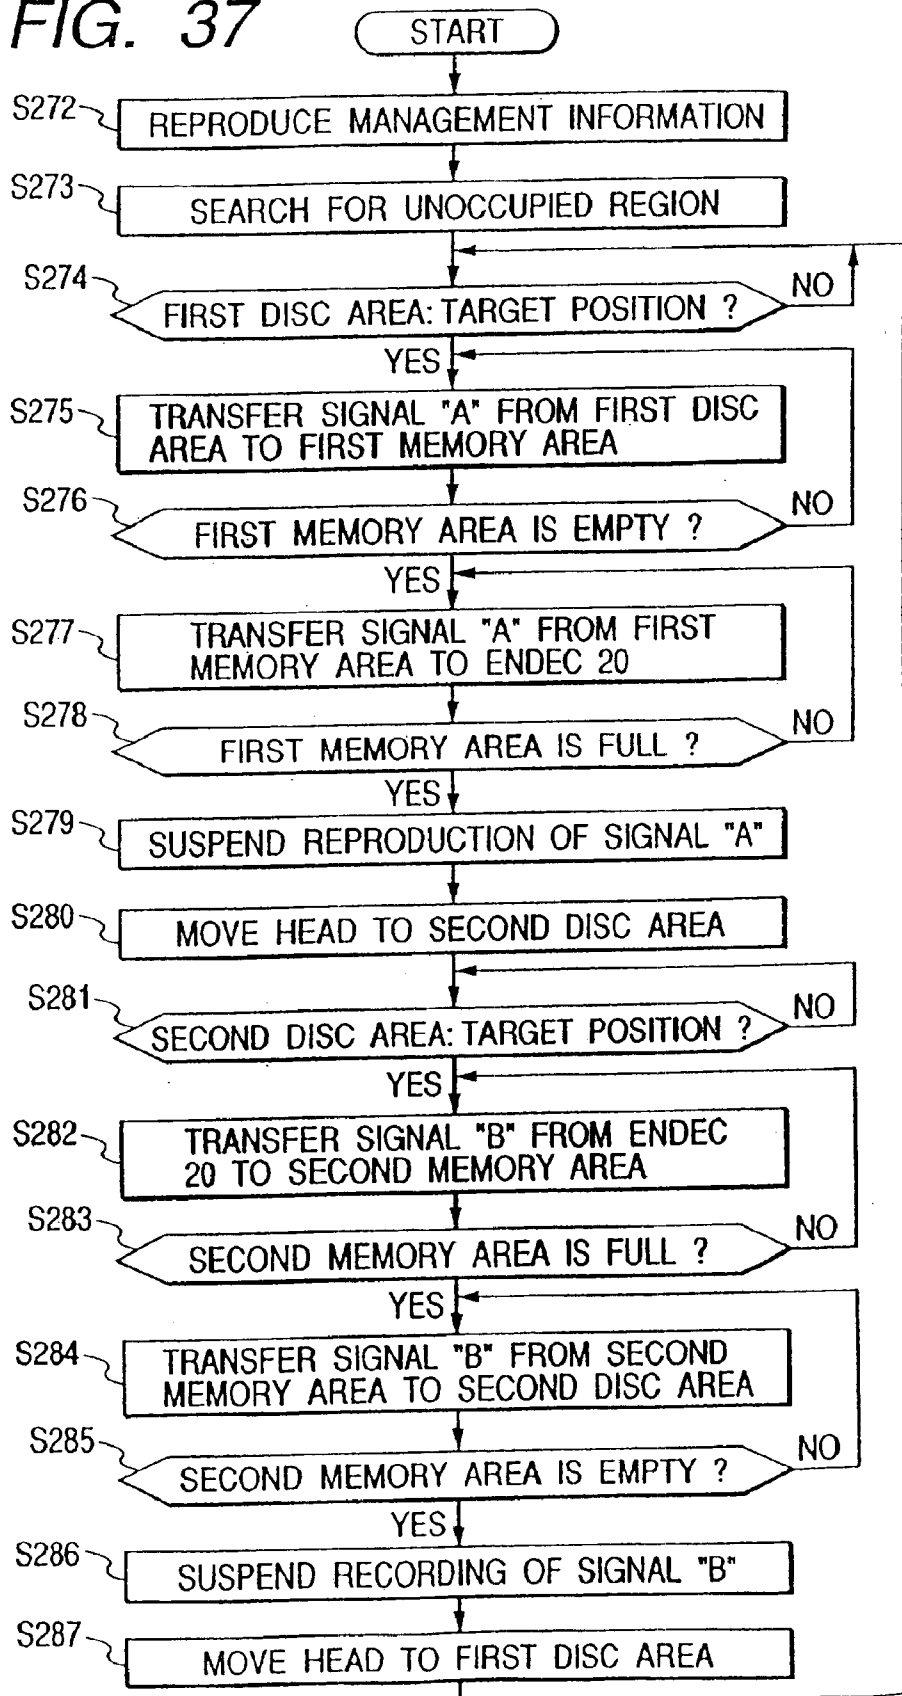 FIG. 37
START
S272
REPRODUCE MANAGEMENT INFORMATION
S273
SEARCH FOR UNOCCUPIED REGION
S274
FIRST DISC AREA: TARGET POSITION ?
NO
YES
S275
TRANSFER SIGNAL "A" FROM FIRST DISC
AREA TO FIRST MEMORY AREA
S276
FIRST MEMORY AREA IS EMPTY ?
NO
YES
S277
TRANSFER SIGNAL "A" FROM FIRST
MEMORY AREA TO ENDEC 20
S278
FIRST MEMORY AREA IS FULL ?
NO
YES
S279
SUSPEND REPRODUCTION OF SIGNAL "A"
S280
MOVE HEAD TO SECOND DISC AREA
S281
SECOND DISC AREA: TARGET POSITION ?
NO
YES
S282
TRANSFER SIGNAL "B" FROM ENDEC
20 TO SECOND MEMORY AREA
S283
SECOND MEMORY AREA IS FULL ?
NO
YES
S284
TRANSFER SIGNAL "B" FROM SECOND
MEMORY AREA TO SECOND DISC AREA
S285
SECOND MEMORY AREA IS EMPTY ?
NO
YES
S286
SUSPEND RECORDING OF SIGNAL "B"
S287
MOVE HEAD TO FIRST DISC AREA